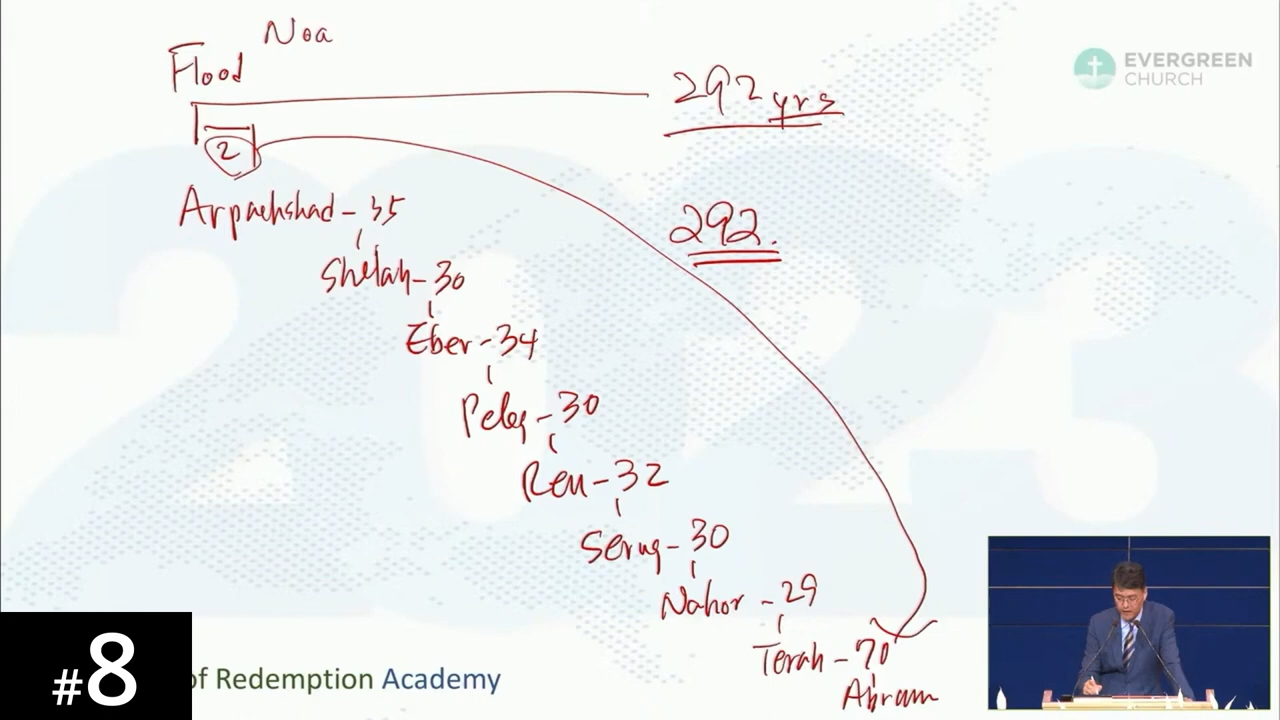 Noa
Flood
EVERGREEN
CHURCH
292 yrs
2
Arpachshad - 35
292.
Shelah - 30
Eber - 34
Peleg - 30
Reu - 32
Serug - 30
Nahor - 29
Terah - 70
Abram
#8
of Redemption Academy